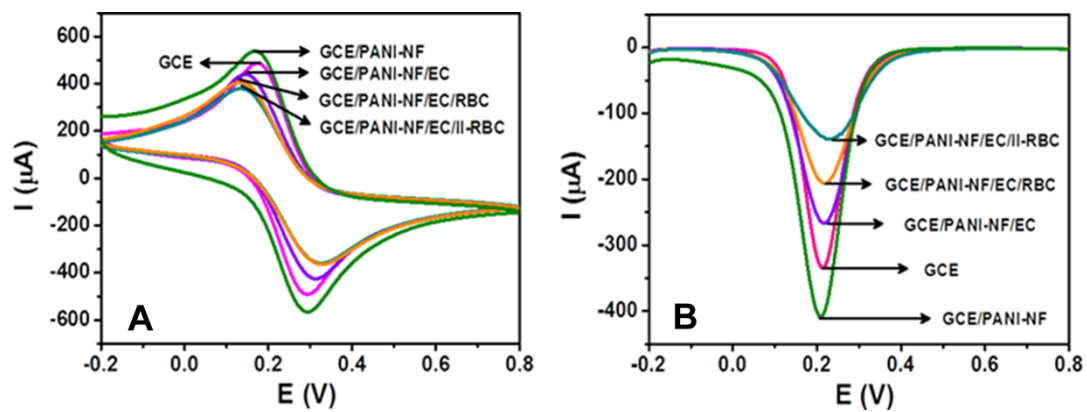 600
400
200
0
-200
-400
-600
I (µA)
GCE
GCE/PANI-NF
GCE/PANI-NF/EC
GCE/PANI-NF/EC/RBC
GCE/PANI-NF/EC/II-RBC
A
-0.2 0.0 0.2 0.4 0.6 0.8
E (V)
0
-100
-200
-300
-400
I (µA)
GCE/PANI-NF/EC/II-RBC
GCE/PANI-NF/EC/RBC
GCE/PANI-NF/EC
GCE
GCE/PANI-NF
B
-0.2 0.0 0.2 0.4 0.6 0.8
E (V)